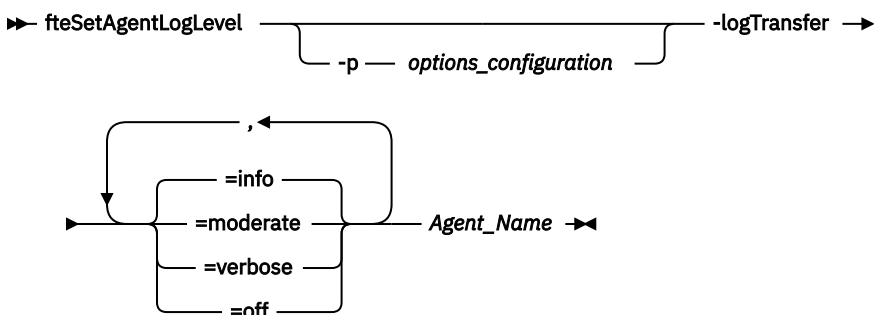 fteSetAgentLogLevel -logTransfer
-p options_configuration
,
=info
=moderate Agent_Name
=verbose
=off